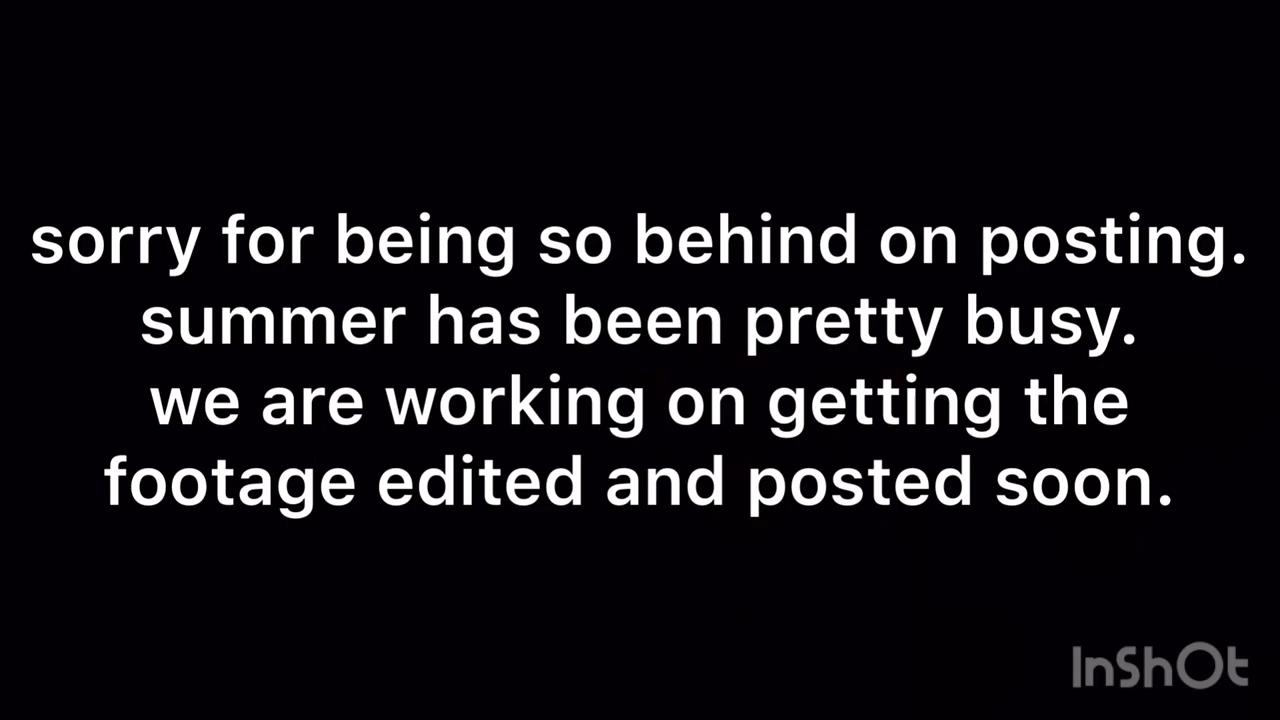 sorry for being so behind on posting.
summer has been pretty busy.
we are working on getting the
footage edited and posted soon.
InShOt